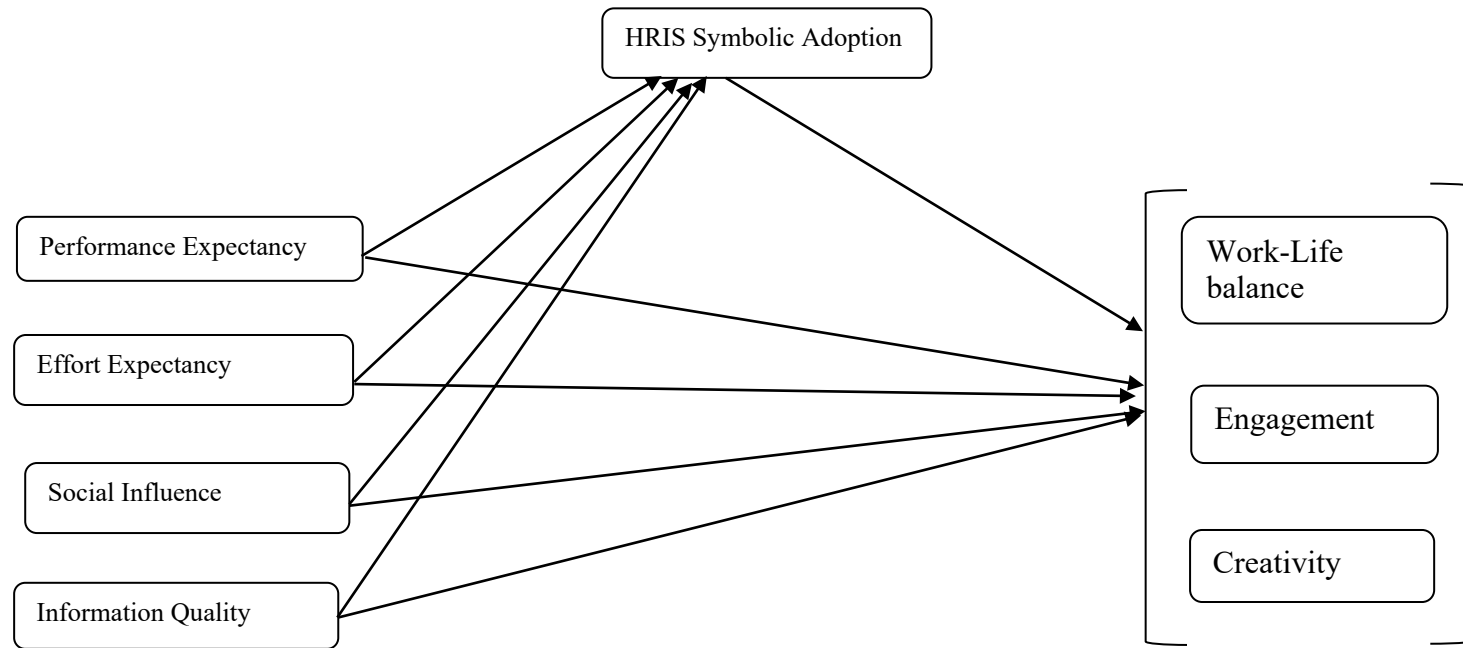 HRIS Symbolic Adoption
Performance Expectancy
Effort Expectancy
Social Influence
Information Quality
Work-Life
balance
Engagement
Creativity